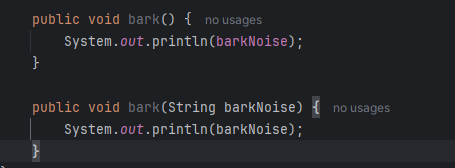 public void bark() { no usages
System.out.println(barkNoise);
}
public void bark(String barkNoise) { no usages
System.out.println(barkNoise);
}